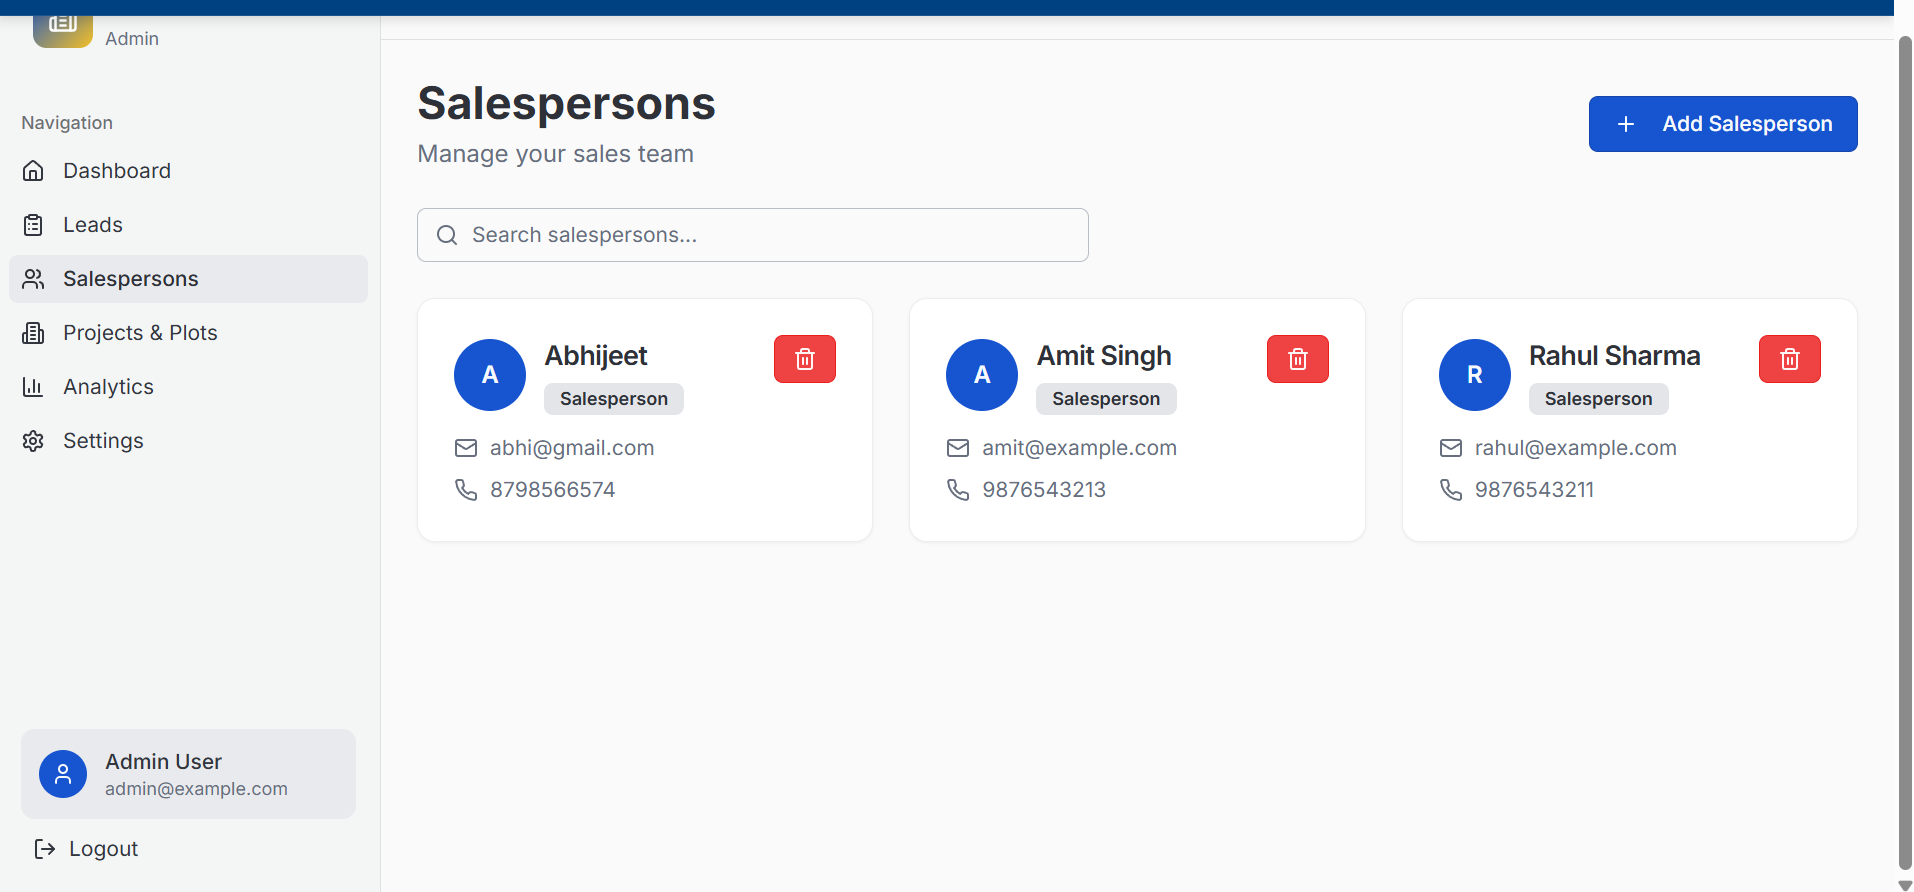 Admin
Navigation
Dashboard
Leads
Salespersons
Projects & Plots
Analytics
Settings
Admin User
admin@example.com
Logout
Salespersons
Manage your sales team
Add Salesperson
Search salespersons...
A
Abhijeet
Salesperson
abhi@gmail.com
8798566574
A
Amit Singh
Salesperson
amit@example.com
9876543213
R
Rahul Sharma
Salesperson
rahul@example.com
9876543211